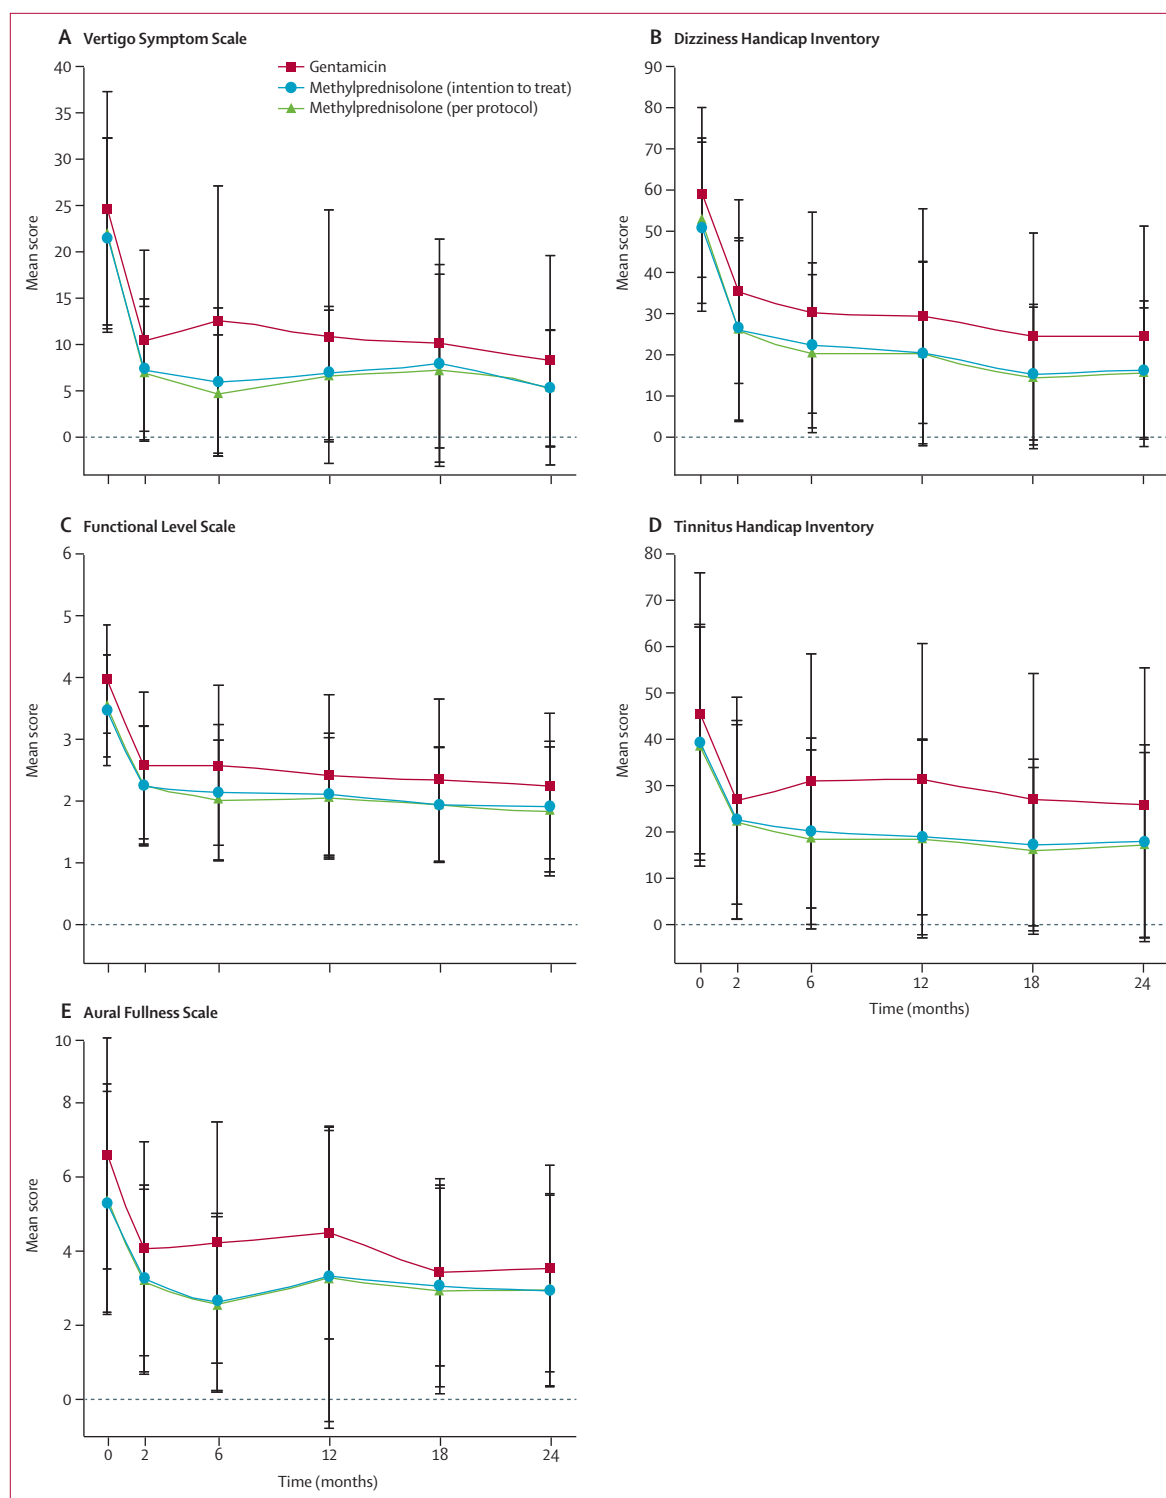 A Vertigo Symptom Scale
40
35
30
25
20
15
10
5
0
Mean score
Gentamicin
Methylprednisolone (intention to treat)
Methylprednisolone (per protocol)
B Dizziness Handicap Inventory
90
80
70
60
50
40
30
20
10
0
Mean score
C Functional Level Scale
6
5
4
3
2
1
0
Mean score
D Tinnitus Handicap Inventory
80
70
60
50
40
30
20
10
0
Mean score
0 2 6 12 18 24
Time (months)
E Aural Fullness Scale
10
8
6
4
2
0
Mean score
0 2 6 12 18 24
Time (months)